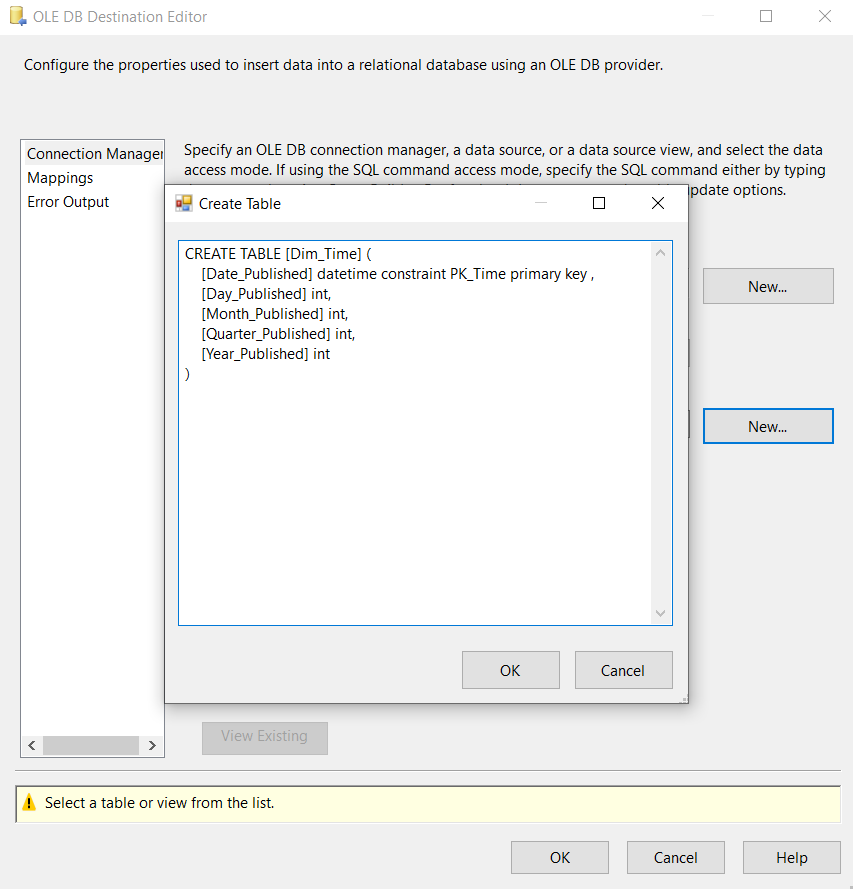 OLE DB Destination Editor
Configure the properties used to insert data into a relational database using an OLE DB provider.
Connection Manager
Mappings
Error Output
Specify an OLE DB connection manager, a data source, or a data source view, and select the data
access mode. If using the SQL command access mode, specify the SQL command either by typing
update options.
Create Table
CREATE TABLE [Dim_Time] (
[Date_Published] datetime constraint PK_Time primary key ,
[Day_Published] int,
[Month_Published] int,
[Quarter_Published] int,
[Year_Published] int
)
New...
New...
OK
Cancel
View Existing
Select a table or view from the list.
OK
Cancel
Help